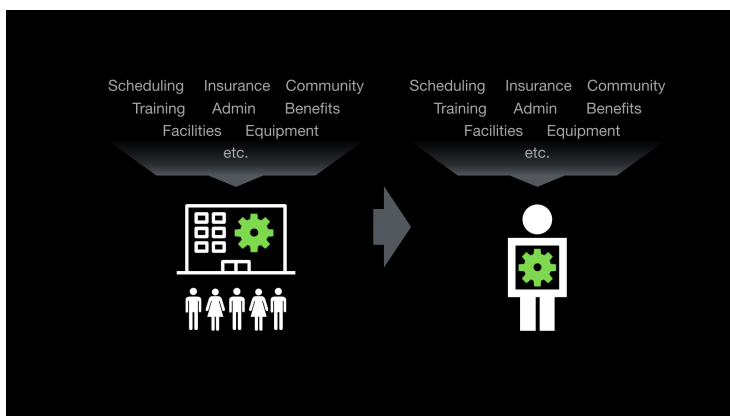 Scheduling Insurance Community
Training Admin Benefits
Facilities Equipment
etc.
Scheduling Insurance Community
Training Admin Benefits
Facilities Equipment
etc.